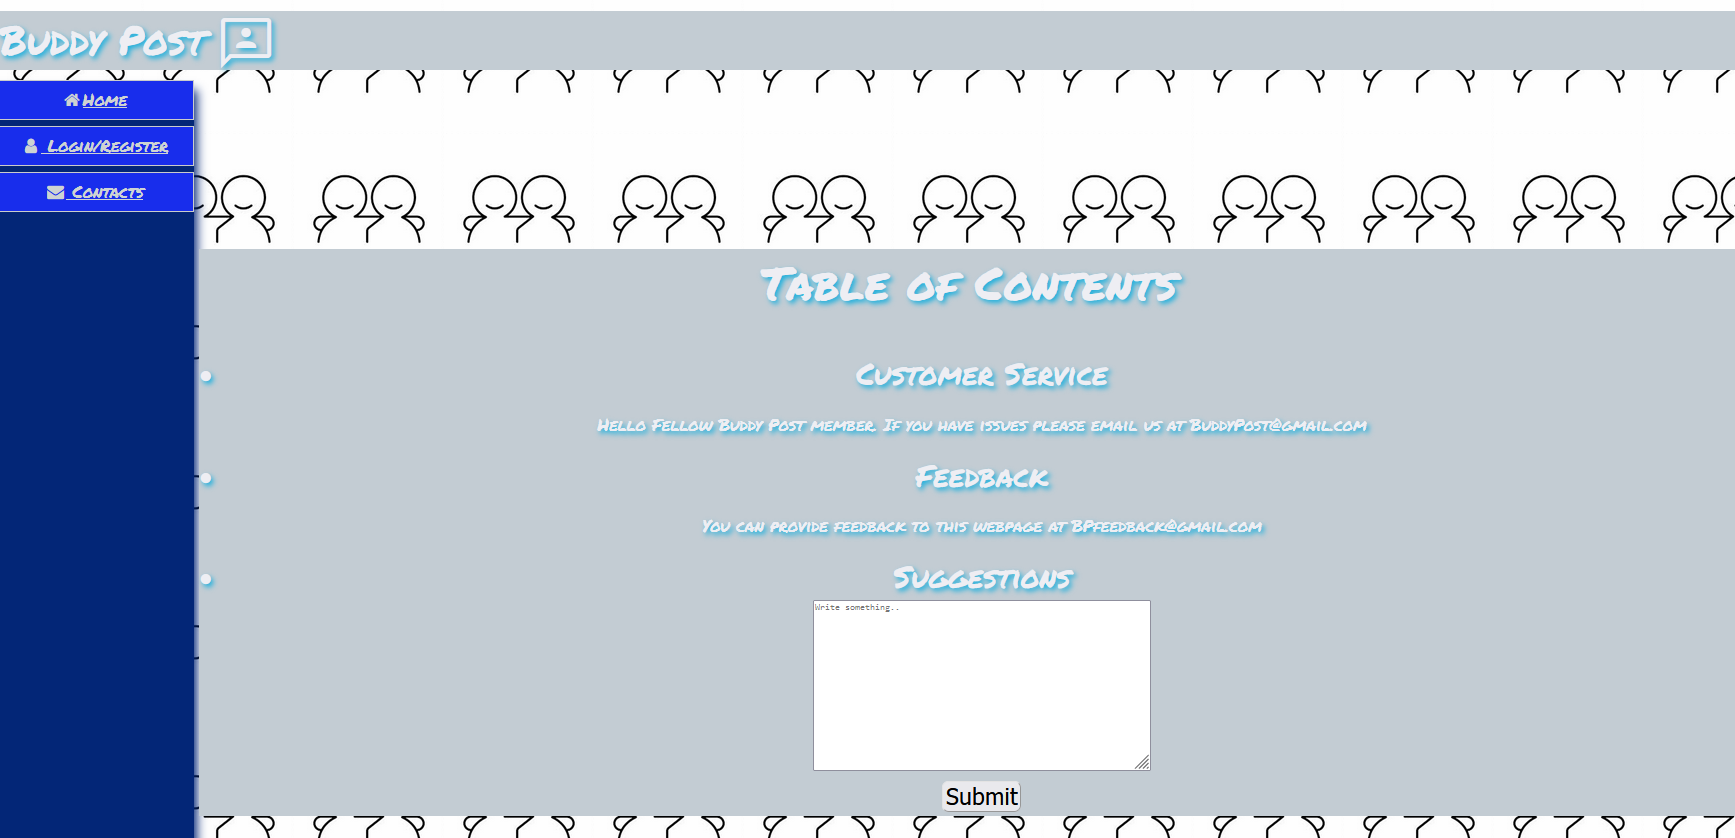 Buddy Post
Home
Login/Register
Contacts
Table of Contents
Customer Service
Hello Fellow Buddy Post member. If you have issues please email us at BuddyPost@gmail.com
Feedback
You can provide feedback to this webpage at BPfeedback@gmail.com
Suggestions
Write something..
Submit